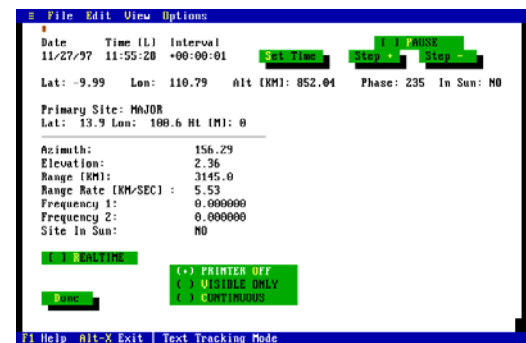 ≡ File Edit View Options
Date Time [L] Interval [ ] PAUSE
11/27/97 11:55:20 +00:00:01 Set Time Step + Step -
Lat: -9.99 Lon: 110.79 Alt [KM]: 852.04 Phase: 235 In Sun: NO
Primary Site: MAJOR
Lat: 13.9 Lon: 100.6 Ht [M]: 0
Azimuth: 156.29
Elevation: 2.36
Range [KM]: 3145.0
Range Rate [KM/SEC] : 5.53
Frequency 1: 0.000000
Frequency 2: 0.000000
Site In Sun: NO
[ ] REALTIME
(•) PRINTER OFF
( ) VISIBLE ONLY
( ) CONTINUOUS
Done
F1 Help Alt-X Exit | Text Tracking Mode